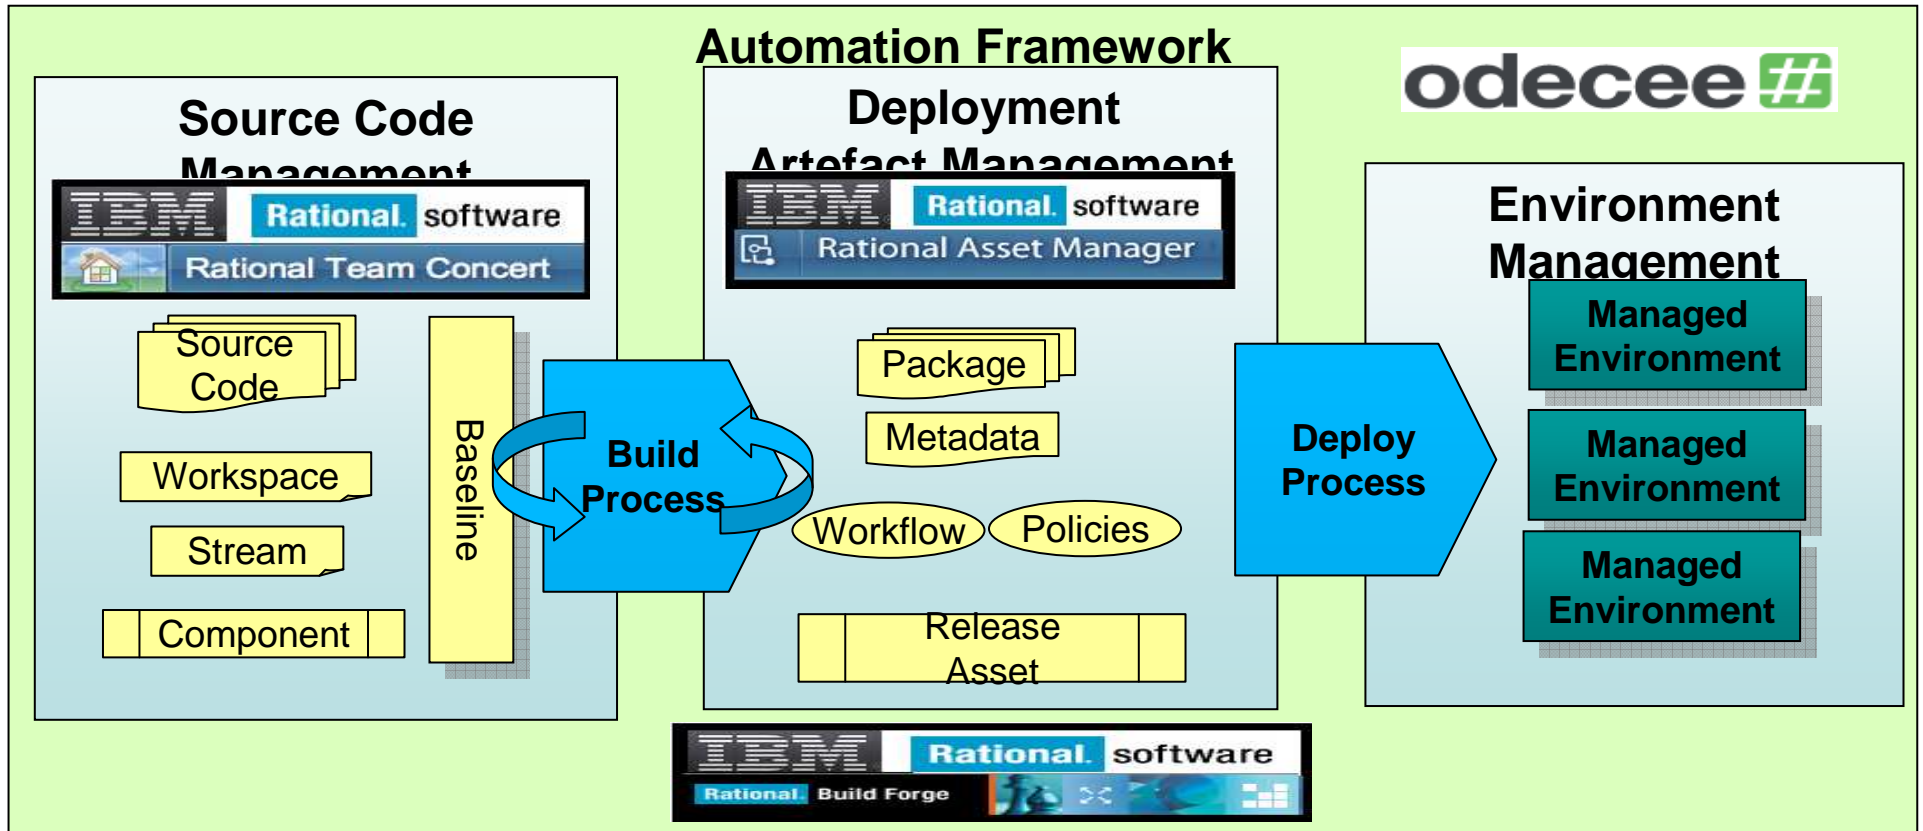 Automation Framework
odecee #
Source Code
Management
IBM Rational. software
Rational Team Concert
Source
Code
Workspace
Stream
Component
Baseline
Build
Process
Deployment
Artefact Management
IBM Rational. software
Rational Asset Manager
Package
Metadata
Workflow
Policies
Release
Asset
Deploy
Process
Environment
Management
Managed
Environment
Managed
Environment
Managed
Environment
IBM Rational. software
Rational. Build Forge